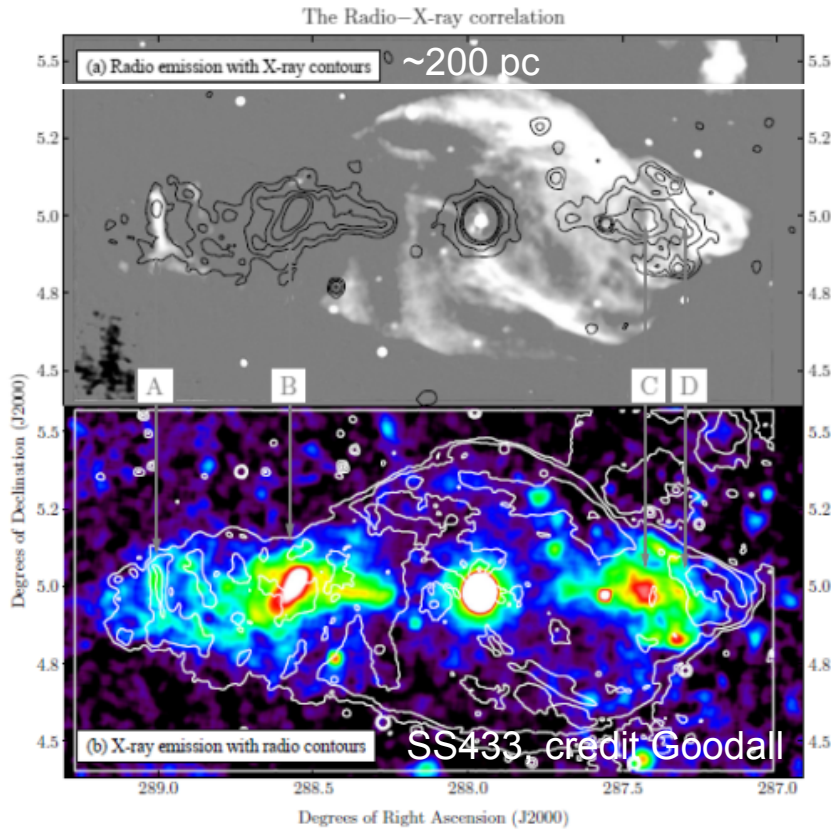 The Radio−X-ray correlation
(a) Radio emission with X-ray contours
~200 pc
5.5 5.5
5.2 5.2
5.0 5.0
4.8 4.8
4.5 4.5
A B C D
5.5 5.5
5.2 5.2
5.0 5.0
4.8 4.8
4.5 4.5
Degrees of Declination (J2000)
(b) X-ray emission with radio contours
SS433, credit Goodall
289.0 288.5 288.0 287.5 287.0
Degrees of Right Ascension (J2000)